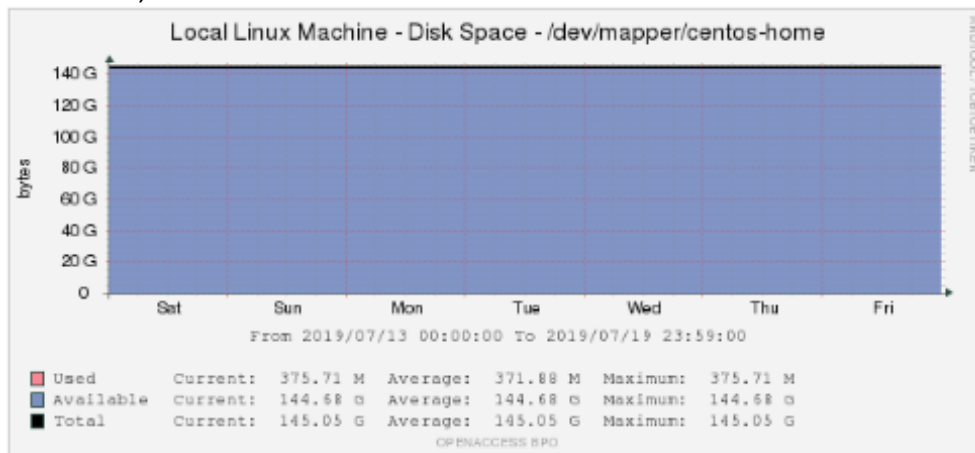 Local Linux Machine - Disk Space - /dev/mapper/centos-home
RRDTOOL / TOBI OETIKER
bytes
140 G
120 G
100 G
80 G
60 G
40 G
20 G
0
Sat Sun Mon Tue Wed Thu Fri
From 2019/07/13 00:00:00 To 2019/07/19 23:59:00
Used Current: 375.71 M Average: 371.88 M Maximum: 375.71 M
Available Current: 144.68 G Average: 144.68 G Maximum: 144.68 G
Total Current: 145.05 G Average: 145.05 G Maximum: 145.05 G
OPENACCESS BPO